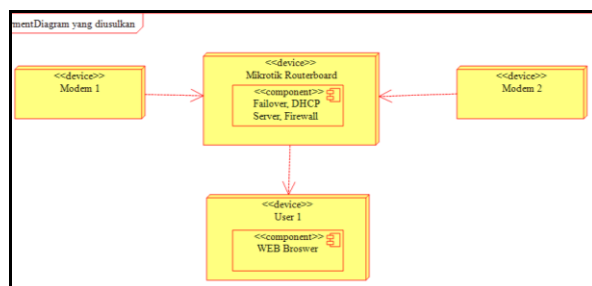 mentDiagram yang diusulkan
<<device>>
Modem 1
<<device>>
Mikrotik Routerboard
<<component>>
Failover, DHCP
Server, Firewall
<<device>>
Modem 2
<<device>>
User 1
<<component>>
WEB Broswer